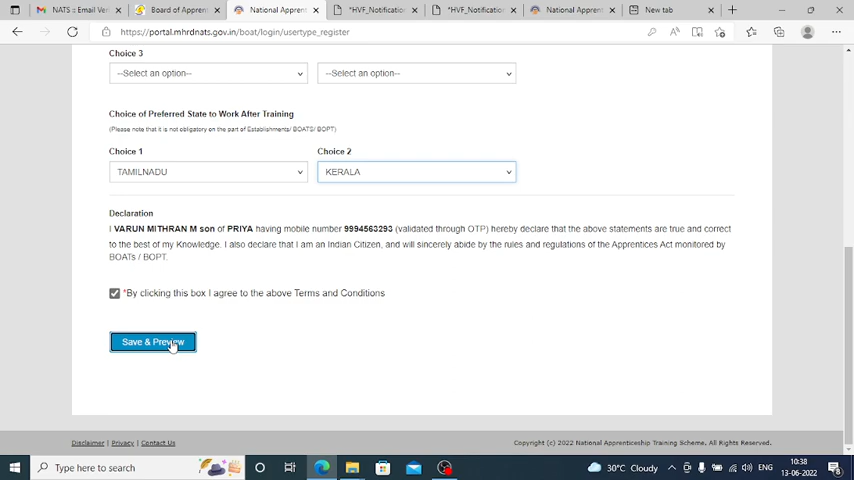 NATS :: Email Ver
Board of Appren
National Apprent
*HVF_Notification
*HVF_Notification
National Apprent
New tab
https://portal.mhrdnats.gov.in/boat/login/usertype_register
Choice 3
--Select an option--
--Select an option--
Choice of Preferred State to Work After Training
(Please note that it is not obligatory on the part of Establishments/ BOATS/ BOPT)
Choice 1
Choice 2
TAMILNADU
KERALA
Declaration
I VARUN MITHRAN M son of PRIYA having mobile number 9994563293 (validated through OTP) hereby declare that the above statements are true and correct
to the best of my Knowledge. I also declare that I am an Indian Citizen, and will sincerely abide by the rules and regulations of the Apprentices Act monitored by
BOATs / BOPT.
*By clicking this box I agree to the above Terms and Conditions
Save & Preview
Disclaimer | Privacy | Contact Us
Copyright (c) 2022 National Apprenticeship Training Scheme. All Rights Reserved.
Type here to search
30°C Cloudy
ENG
10:38
13-06-2022